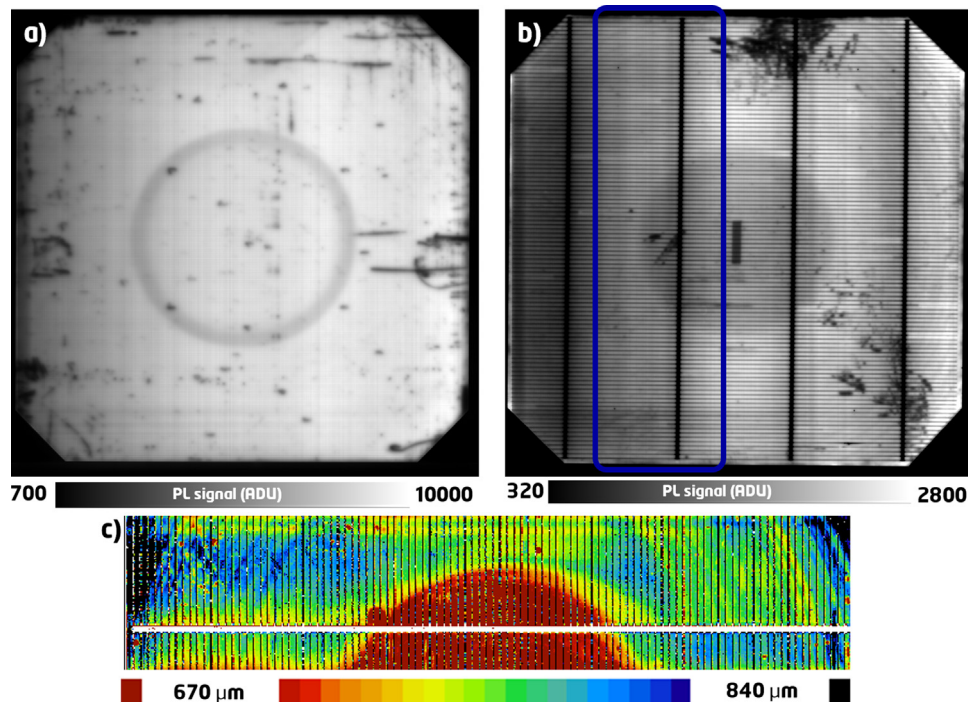 a)
b)
700
PL signal (ADU)
10000
320
PL signal (ADU)
2800
c)
670 μm
840 μm